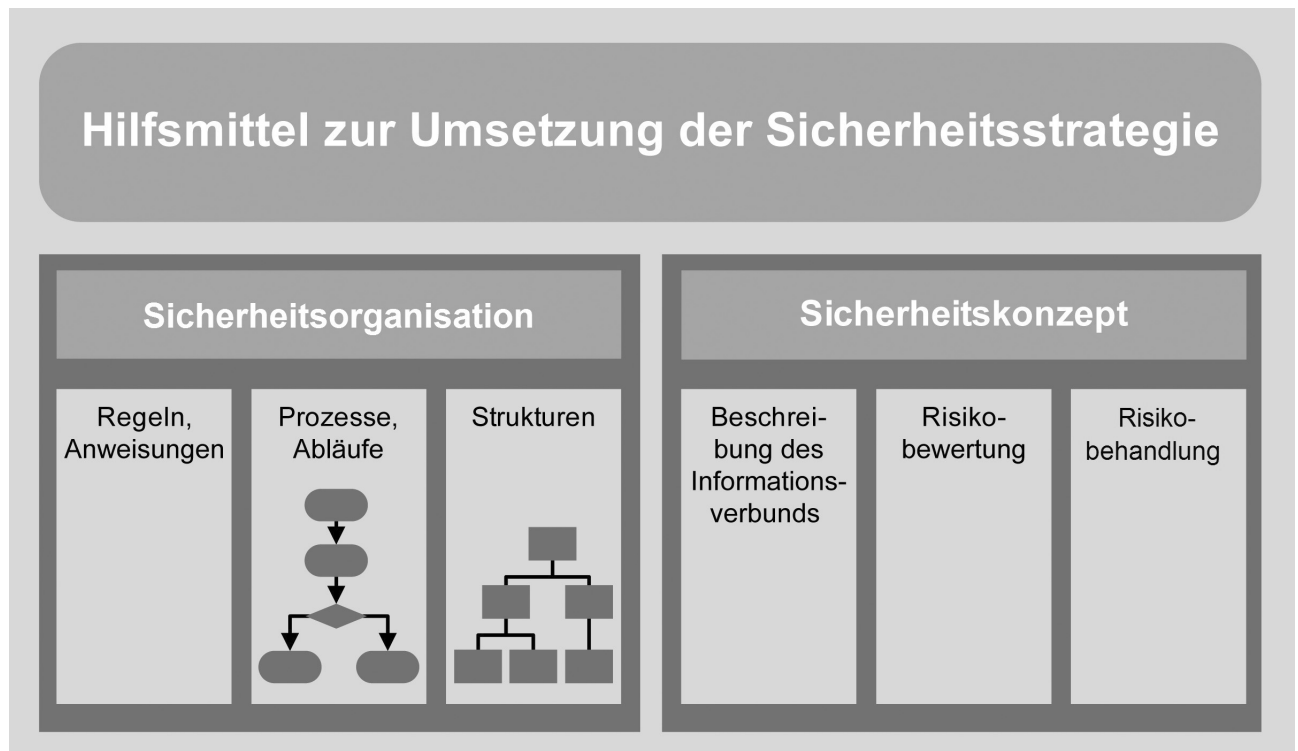 Hilfsmittel zur Umsetzung der Sicherheitsstrategie
Sicherheitsorganisation
Regeln,
Anweisungen
Prozesse,
Abläufe
Strukturen
Sicherheitskonzept
Beschrei-
bung des
Informations-
verbunds
Risiko-
bewertung
Risiko-
behandlung